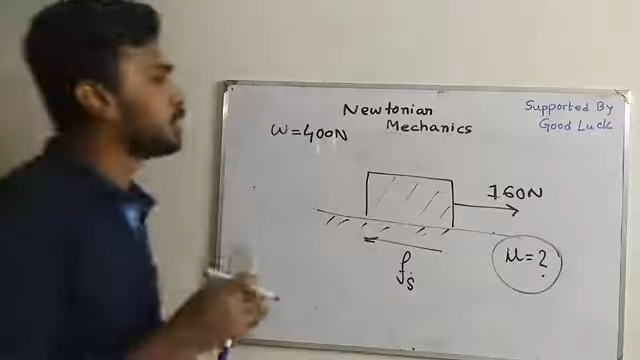 Newtonian
Mechanics
Supported By
Good Luck
W=400N
160N
μ=?
fs